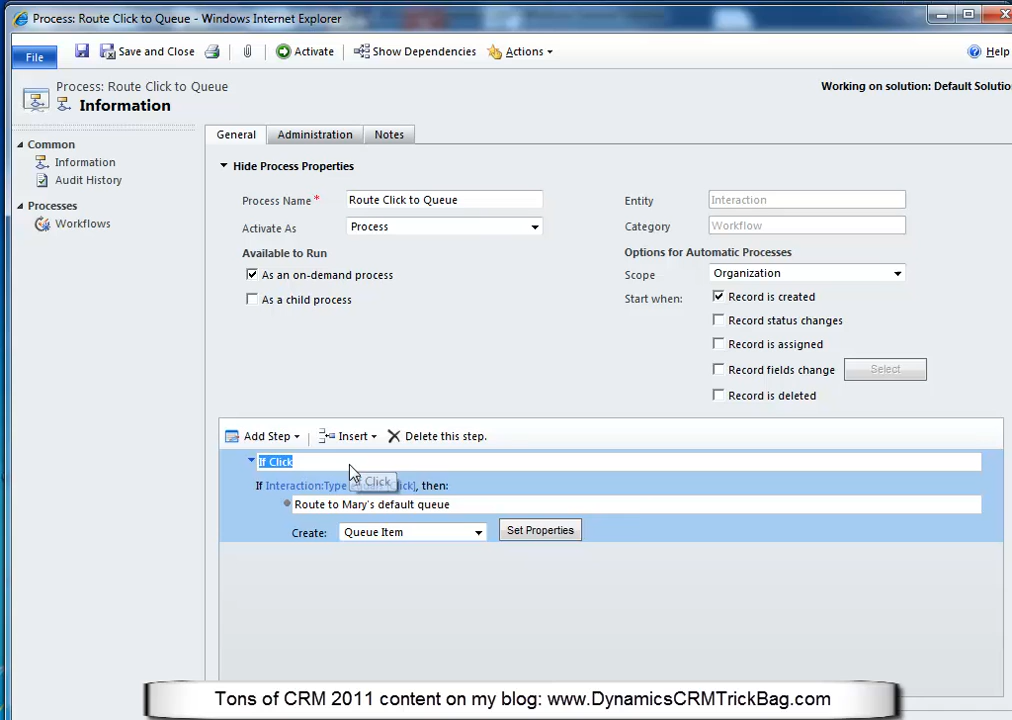 Process: Route Click to Queue - Windows Internet Explorer
File
Save and Close
Activate
Show Dependencies
Actions
Help
Process: Route Click to Queue
Information
Working on solution: Default Solutio
Common
Information
Audit History
Processes
Workflows
General
Administration
Notes
Hide Process Properties
Process Name * Route Click to Queue
Activate As Process
Available to Run
As an on-demand process
As a child process
Entity Interaction
Category Workflow
Options for Automatic Processes
Scope Organization
Start when: Record is created
Record status changes
Record is assigned
Record fields change Select
Record is deleted
Add Step
Insert
Delete this step.
If Click
If Interaction:Type ick], then:
Click
Route to Mary's default queue
Create: Queue Item Set Properties
Tons of CRM 2011 content on my blog: www.DynamicsCRMTrickBag.com